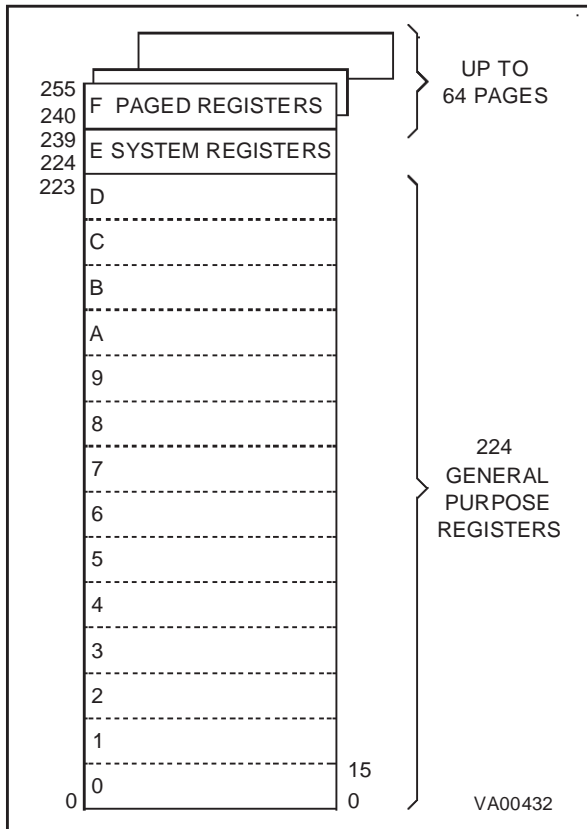 255
240
239
224
223
F PAGED REGISTERS
E SYSTEM REGISTERS
D
C
B
A
9
8
7
6
5
4
3
2
1
0
0
15
0
UP TO
64 PAGES
224
GENERAL
PURPOSE
REGISTERS
VA00432